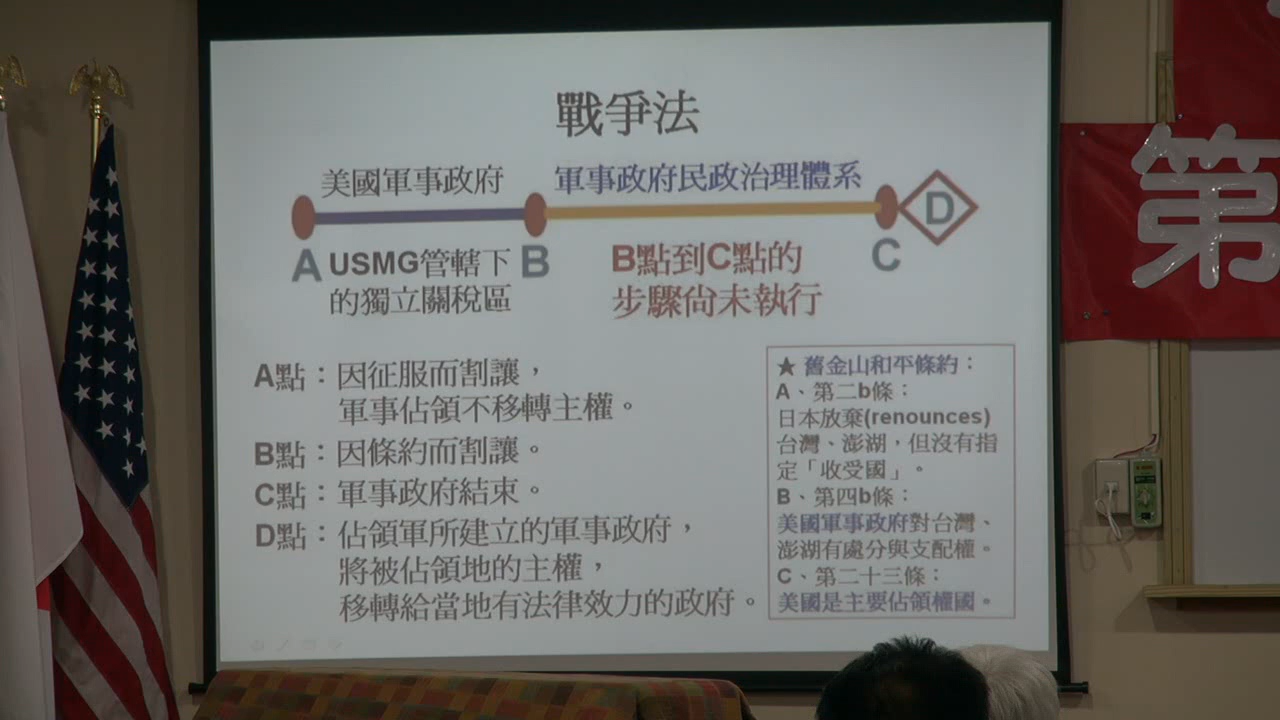 戰爭法
美國軍事政府
軍事政府民政治理體系
D
A
USMG管轄下
的獨立關稅區
B
B點到C點的
步驟尚未執行
C
A點：因征服而割讓，
軍事佔領不移轉主權。
B點：因條約而割讓。
C點：軍事政府結束。
D點：佔領軍所建立的軍事政府，
將被佔領地的主權，
移轉給當地有法律效力的政府。
★ 舊金山和平條約：
A、第二b條：
日本放棄(renounces)
台灣、澎湖，但沒有指
定「收受國」。
B、第四b條：
美國軍事政府對台灣、
澎湖有處分與支配權。
C、第二十三條：
美國是主要佔領權國。
第